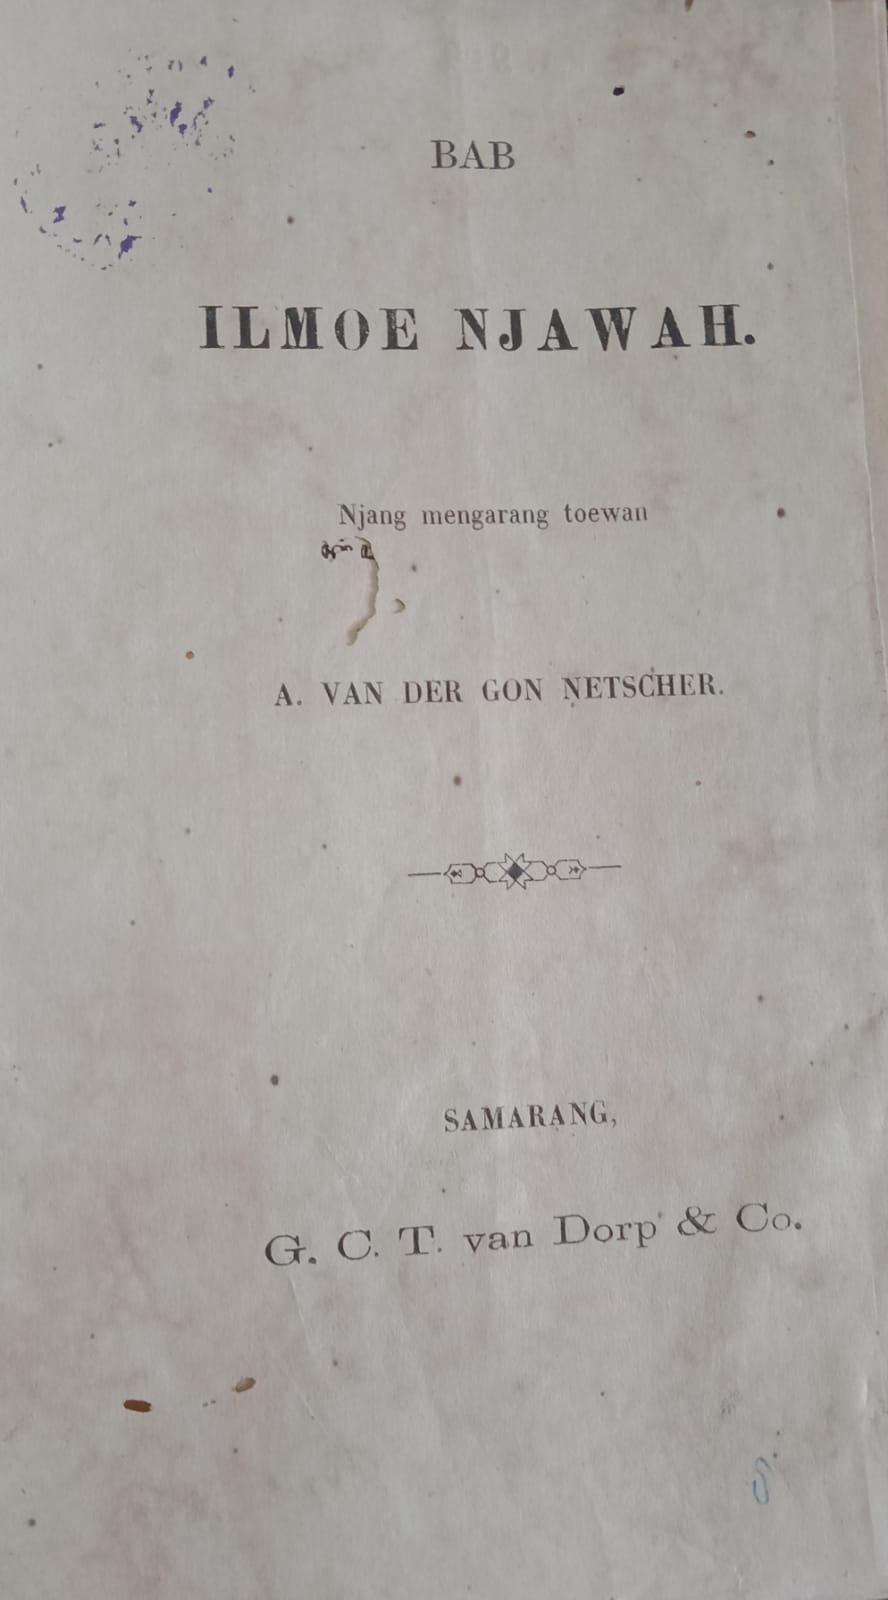 BAB
ILMOE NJAWAH.
Njang mengarang toewan
A. VAN DER GON NETSCHER.
SAMARANG,
G. C. T. van Dorp & Co.